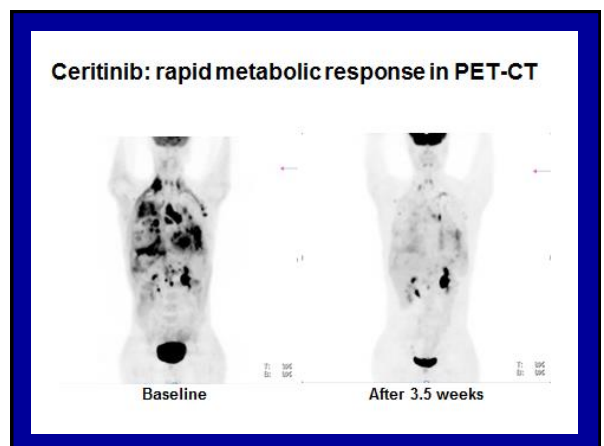 Ceritinib: rapid metabolic response in PET-CT
Baseline
After 3.5 weeks